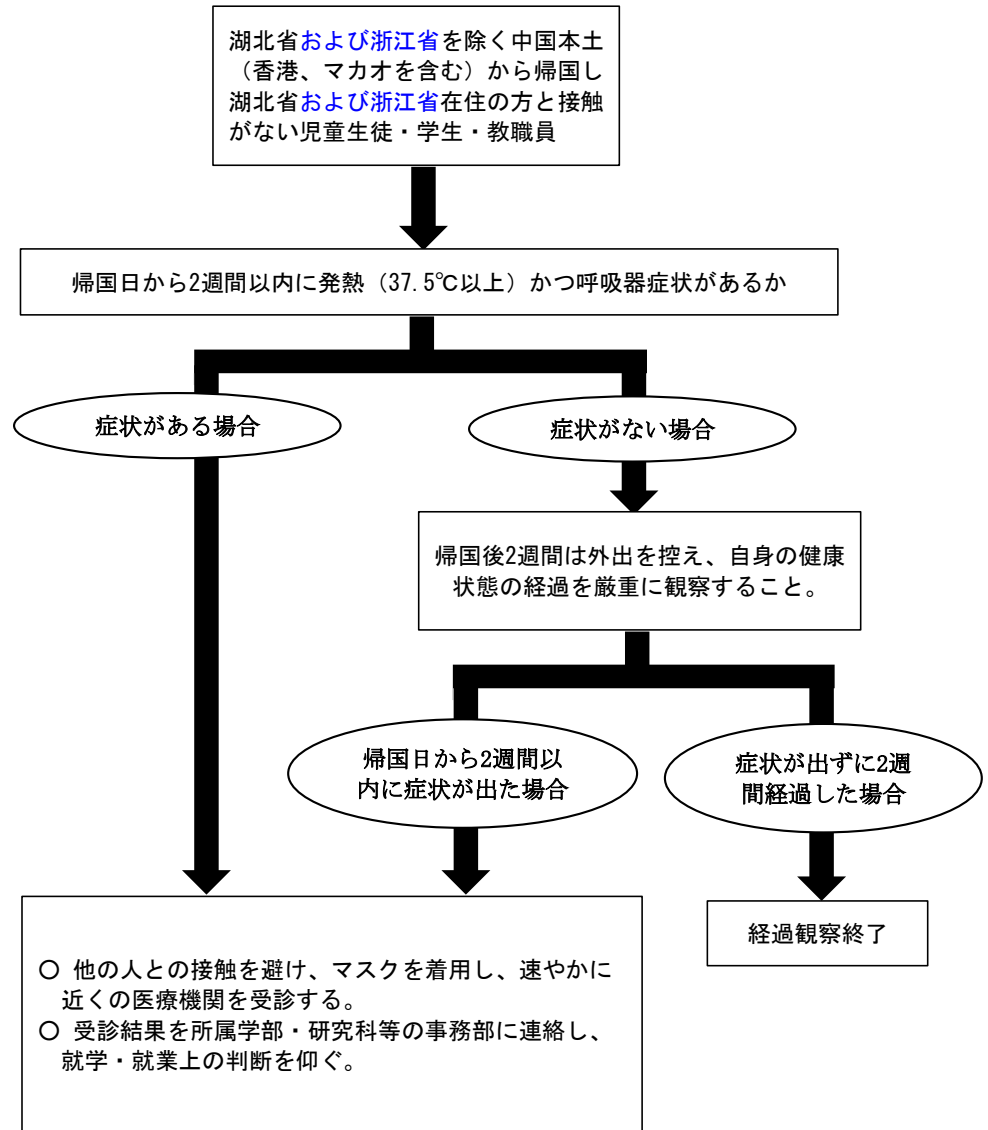 湖北省および浙江省を除く中国本土
（香港、マカオを含む）から帰国し
湖北省および浙江省在住の方と接触
がない児童生徒・学生・教職員
帰国日から2週間以内に発熱（37.5℃以上）かつ呼吸器症状があるか
症状がある場合
症状がない場合
帰国後2週間は外出を控え、自身の健康
状態の経過を厳重に観察すること。
帰国日から2週間以
内に症状が出た場合
症状が出ずに2週
間経過した場合
経過観察終了
〇 他の人との接触を避け、マスクを着用し、速やかに
近くの医療機関を受診する。
〇 受診結果を所属学部・研究科等の事務部に連絡し、
就学・就業上の判断を仰ぐ。